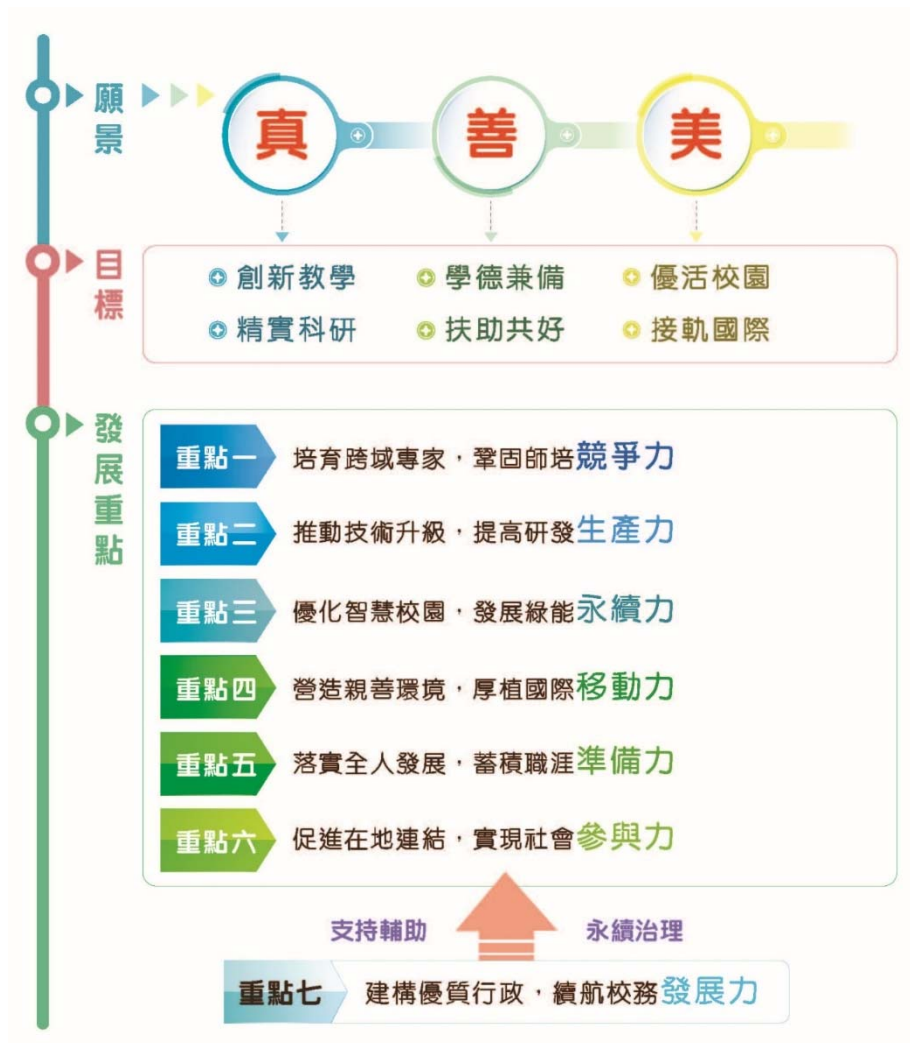 願景
真
善
美
目標
創新教學
學德兼備
優活校園
精實科研
扶助共好
接軌國際
發展重點
重點一 培育跨域專家，鞏固師培競爭力
重點二 推動技術升級，提高研發生產力
重點三 優化智慧校園，發展綠能永續力
重點四 營造親善環境，厚植國際移動力
重點五 落實全人發展，蓄積職涯準備力
重點六 促進在地連結，實現社會參與力
支持輔助 永續治理
重點七 建構優質行政，續航校務發展力